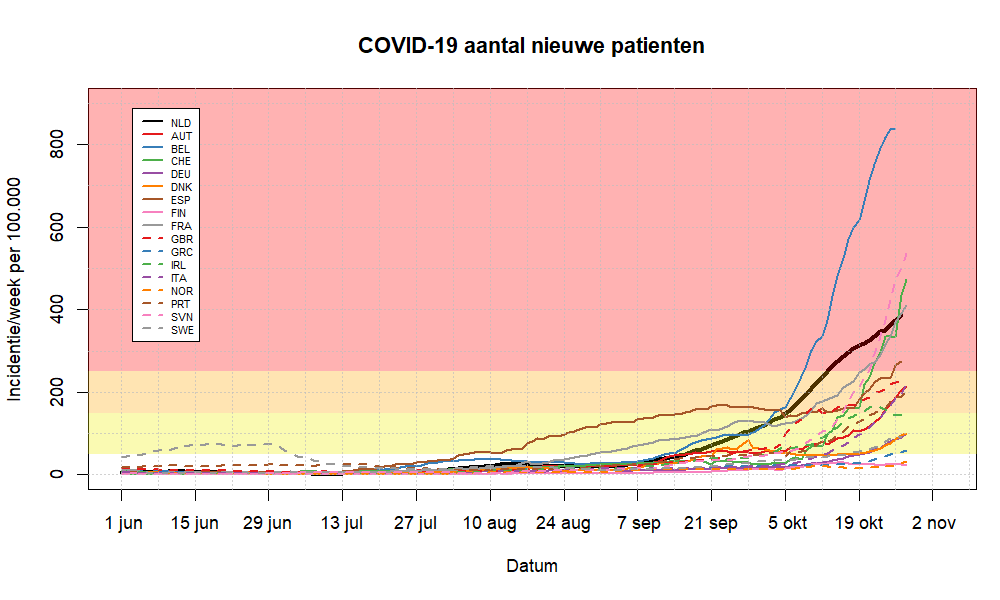 COVID-19 aantal nieuwe patienten
Incidentie/week per 100.000
800
600
400
200
0
NLD
AUT
BEL
CHE
DEU
DNK
ESP
FIN
FRA
GBR
GRC
IRL
ITA
NOR
PRT
SVN
SWE
1 jun 15 jun 29 jun 13 jul 27 jul 10 aug 24 aug 7 sep 21 sep 5 okt 19 okt 2 nov
Datum